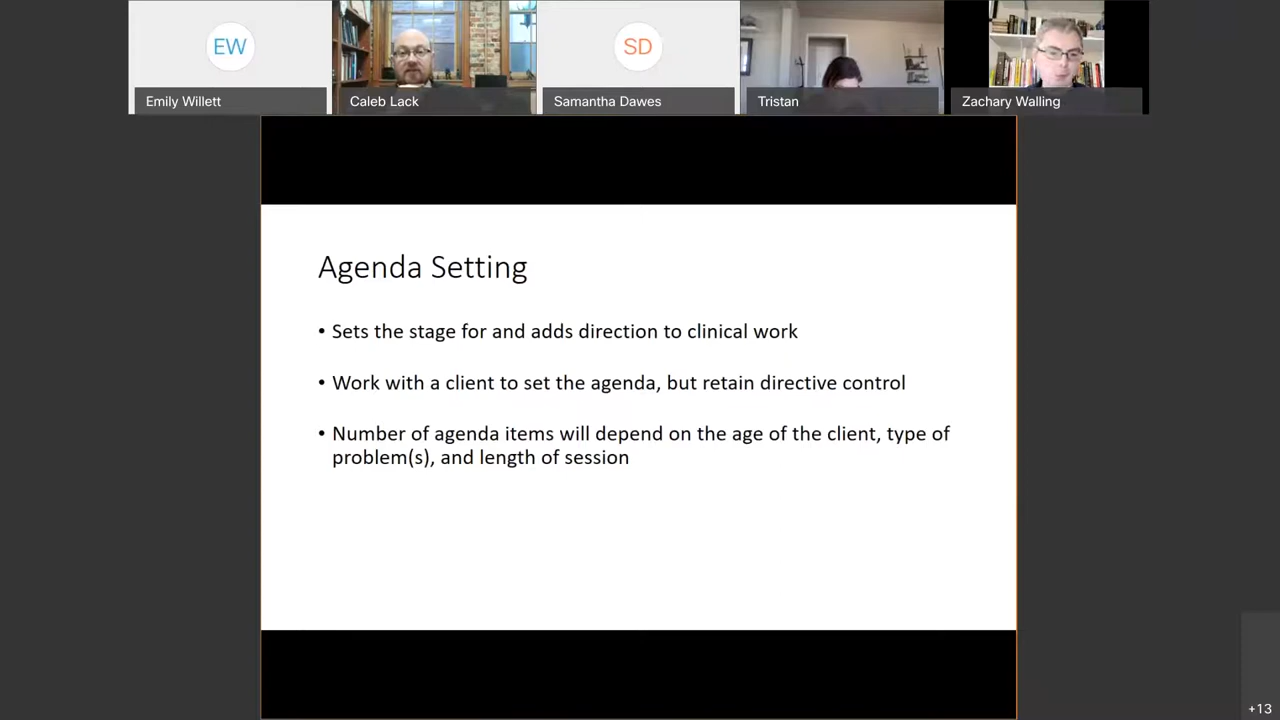 EW
SD
Emily Willett
Caleb Lack
Samantha Dawes
Tristan
Zachary Walling
Agenda Setting
• Sets the stage for and adds direction to clinical work
• Work with a client to set the agenda, but retain directive control
• Number of agenda items will depend on the age of the client, type of
problem(s), and length of session
+13